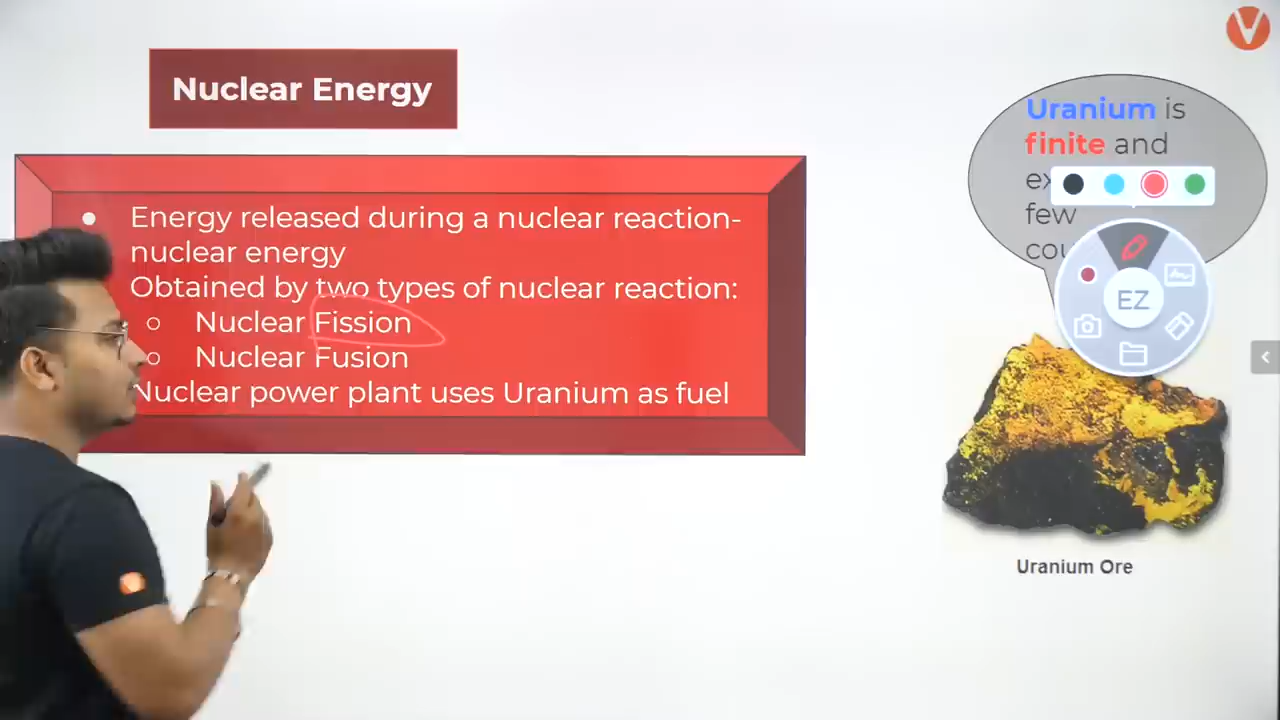 Nuclear Energy
Energy released during a nuclear reaction-
nuclear energy
Obtained by two types of nuclear reaction:
Nuclear Fission
Nuclear Fusion
Nuclear power plant uses Uranium as fuel
Uranium is
finite and
few
EZ
Uranium Ore